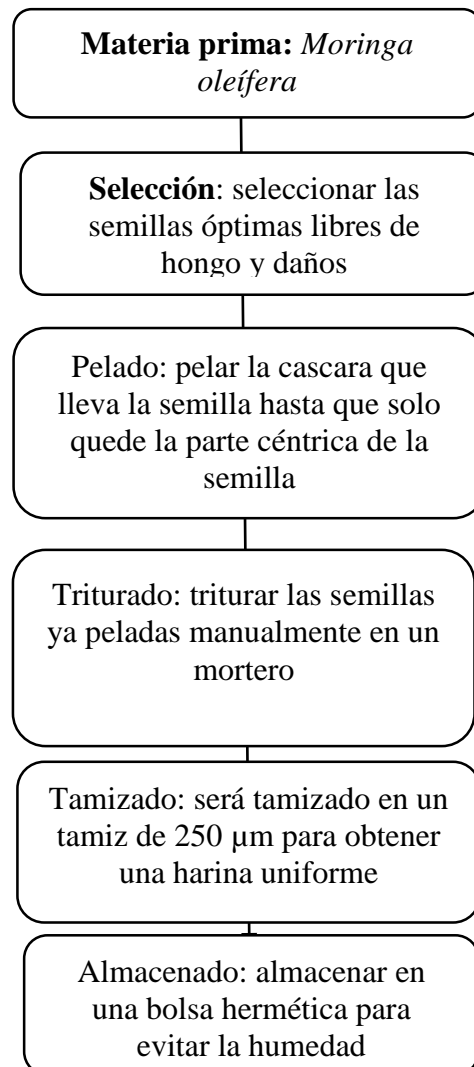 Materia prima: Moringa
oleífera
Selección: seleccionar las
semillas óptimas libres de
hongo y daños
Pelado: pelar la cascara que
lleva la semilla hasta que solo
quede la parte céntrica de la
semilla
Triturado: triturar las semillas
ya peladas manualmente en un
mortero
Tamizado: será tamizado en un
tamiz de 250 µm para obtener
una harina uniforme
Almacenado: almacenar en
una bolsa hermética para
evitar la humedad